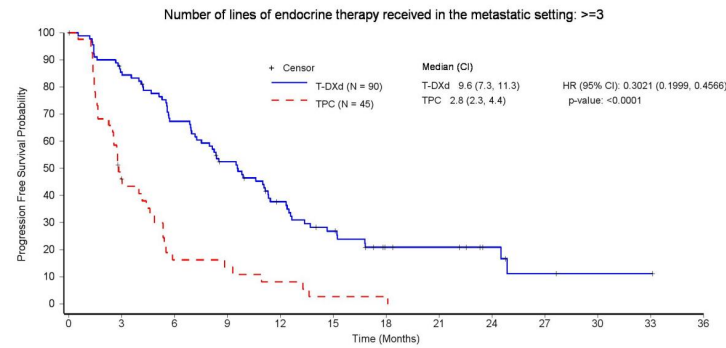 Number of lines of endocrine therapy received in the metastatic setting: >=3
+ Censor
Median (CI)
T-DXd (N = 90)
T-DXd 9.6 (7.3, 11.3)
HR (95% CI): 0.3021 (0.1999, 0.4566)
TPC (N = 45)
TPC 2.8 (2.3, 4.4)
p-value: <0.0001
Progression Free Survival Probability
100
90
80
70
60
50
40
30
20
10
0
0 3 6 9 12 15 18 21 24 27 30 33 36
Time (Months)